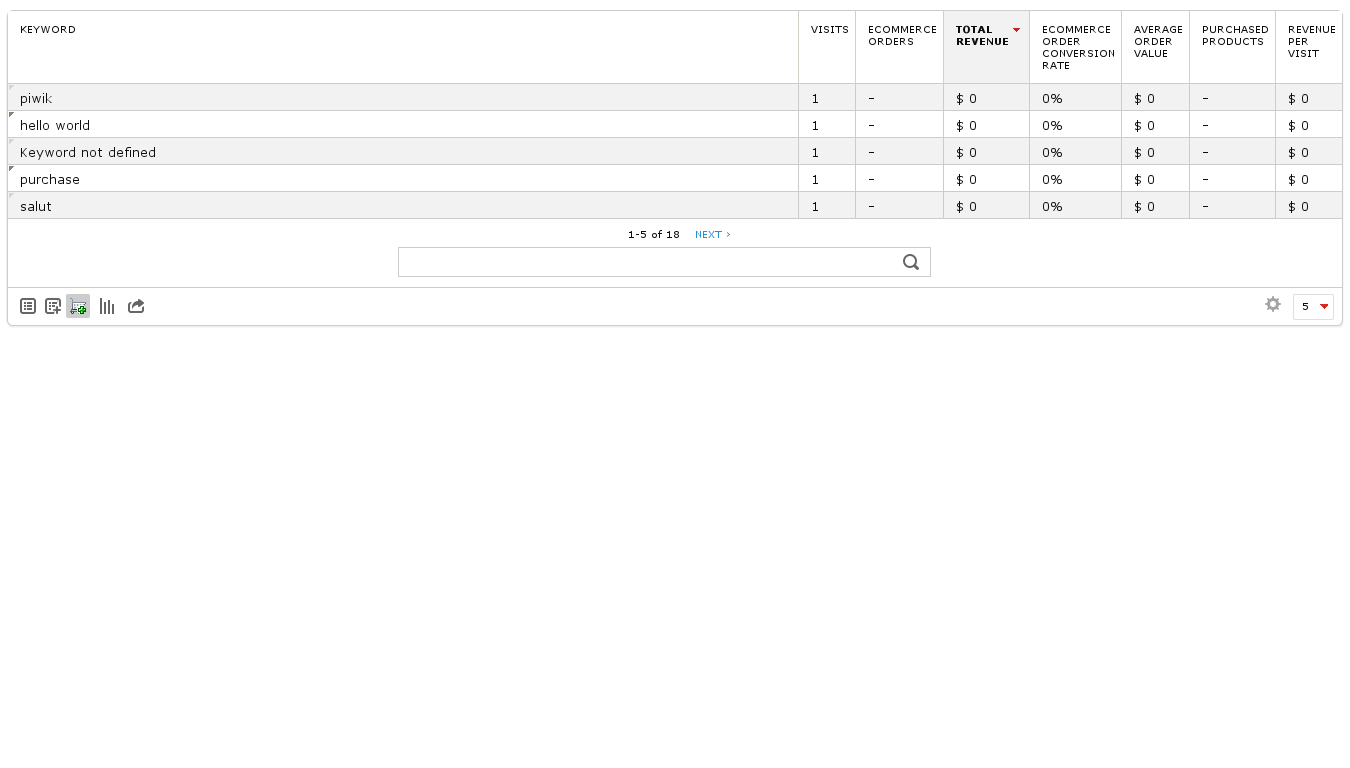 KEYWORD VISITS ECOMMERCE ORDERS TOTAL REVENUE ECOMMERCE ORDER CONVERSION RATE AVERAGE ORDER VALUE PURCHASED PRODUCTS REVENUE PER VISIT
piwik 1 - $ 0 0% $ 0 - $ 0
hello world 1 - $ 0 0% $ 0 - $ 0
Keyword not defined 1 - $ 0 0% $ 0 - $ 0
purchase 1 - $ 0 0% $ 0 - $ 0
salut 1 - $ 0 0% $ 0 - $ 0
1-5 of 18 NEXT ›
5